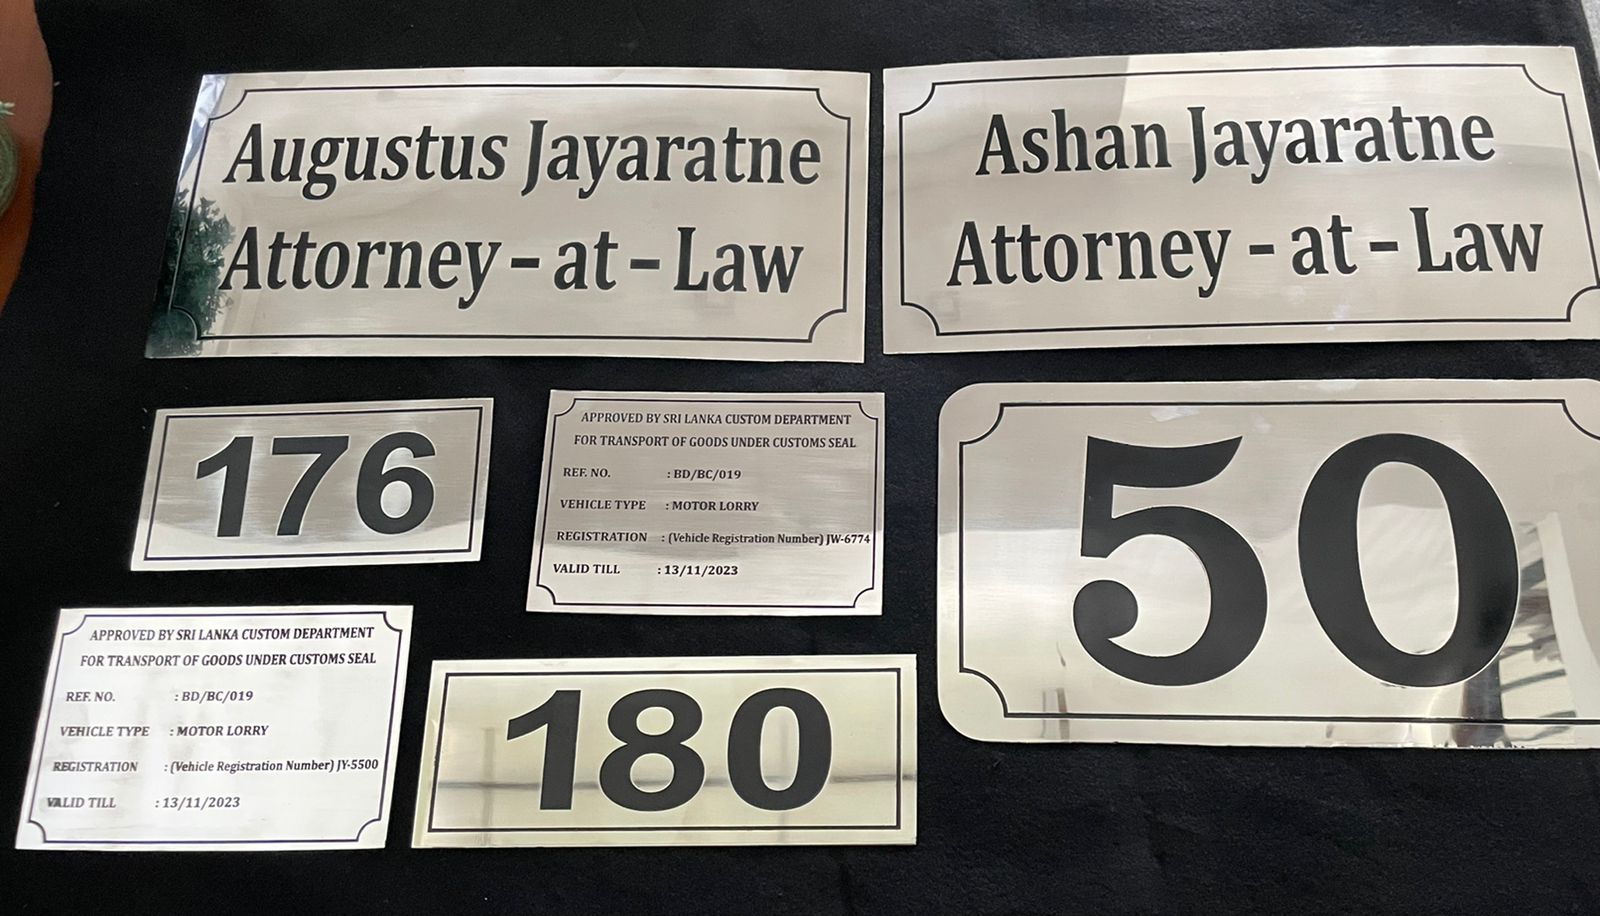 Augustus Jayaratne
Attorney - at - Law
Ashan Jayaratne
Attorney - at - Law
176
APPROVED BY SRI LANKA CUSTOM DEPARTMENT
FOR TRANSPORT OF GOODS UNDER CUSTOMS SEAL
REF. NO. : BD/BC/019
VEHICLE TYPE : MOTOR LORRY
REGISTRATION : (Vehicle Registration Number) JW-6774
VALID TILL : 13/11/2023
50
APPROVED BY SRI LANKA CUSTOM DEPARTMENT
FOR TRANSPORT OF GOODS UNDER CUSTOMS SEAL
REF. NO. : BD/BC/019
VEHICLE TYPE : MOTOR LORRY
REGISTRATION : (Vehicle Registration Number) JY-5500
VALID TILL : 13/11/2023
180